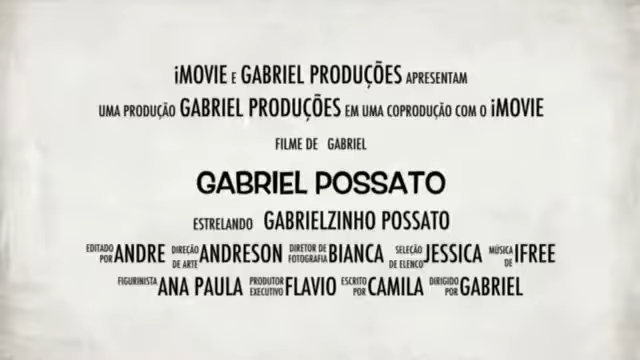 iMOVIE E GABRIEL PRODUÇÕES APRESENTAM
UMA PRODUÇÃO GABRIEL PRODUÇÕES EM UMA COPRODUÇÃO COM O iMOVIE
FILME DE GABRIEL
GABRIEL POSSATO
ESTRELANDO GABRIELZINHO POSSATO
EDITADO POR ANDRE DIREÇÃO DE ARTE ANDRESON DIRETOR DE FOTOGRAFIA BIANCA SELEÇÃO DE ELENCO JESSICA MÚSICA DE IFREE
FIGURINISTA ANA PAULA PRODUTOR EXECUTIVO FLAVIO ESCRITO POR CAMILA DIRIGIDO POR GABRIEL